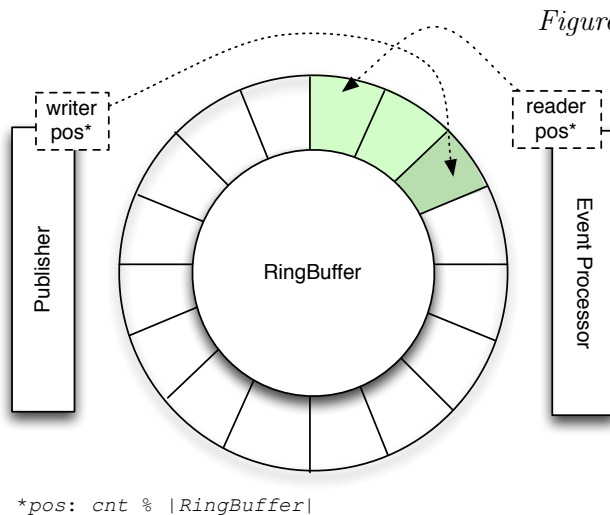 Figure
writer
pos*
reader
pos*
Publisher
RingBuffer
Event Processor
*pos: cnt % |RingBuffer|